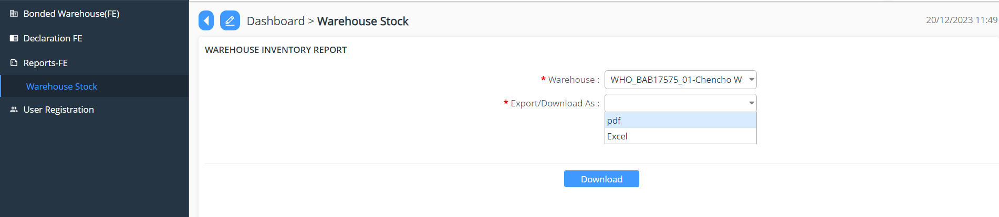 Bonded Warehouse(FE)
Declaration FE
Reports-FE
Warehouse Stock
User Registration
Dashboard > Warehouse Stock
20/12/2023 11:49
WAREHOUSE INVENTORY REPORT
* Warehouse : WHO_BAB17575_01-Chencho W
* Export/Download As :
pdf
Excel
Download